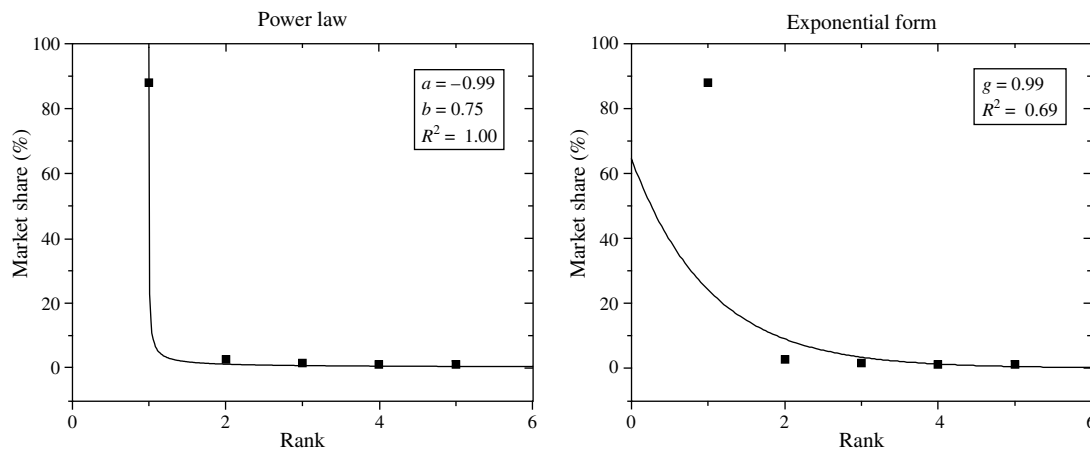 Power law
Market share (%)
100
80
60
40
20
0
a = −0.99
b = 0.75
R² = 1.00
0 2 4 6
Rank
Exponential form
Market share (%)
100
80
60
40
20
0
g = 0.99
R² = 0.69
0 2 4 6
Rank